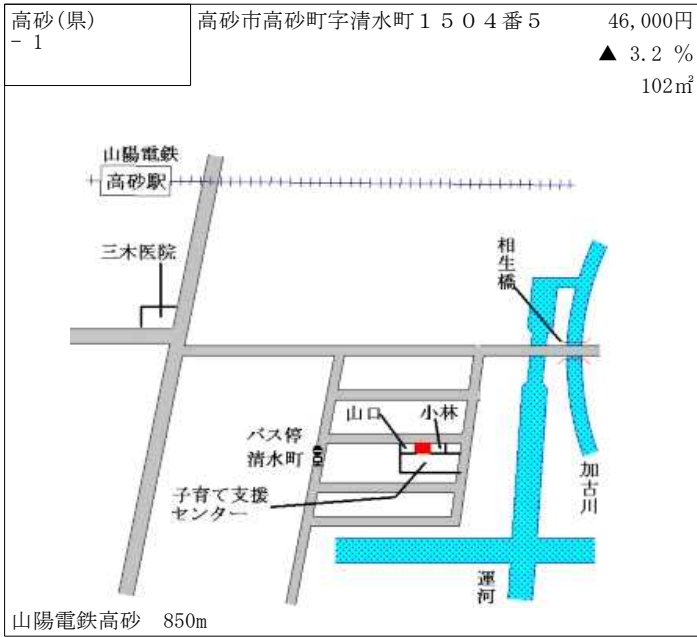 高砂(県)
- 1
高砂市高砂町字清水町１５０４番５
46,000円
▲ 3.2 %
102㎡
山陽電鉄
高砂駅
三木医院
相生橋
山口
小林
バス停
清水町
子育て支援
センター
加古川
運河
山陽電鉄高砂　850m